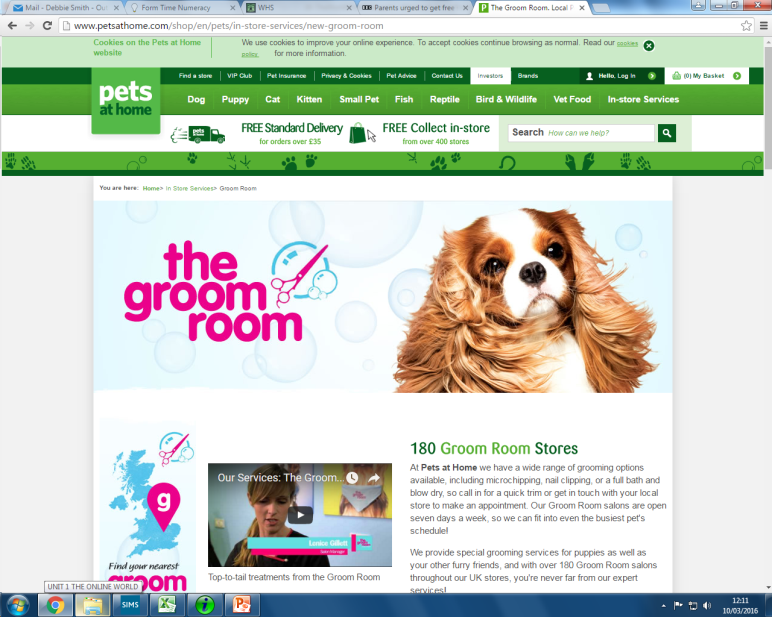 Mail - Debbie Smith - Ou
Form Time Numeracy
WHS
Parents urged to get free
The Groom Room. Local P
www.petsathome.com/shop/en/pets/in-store-services/new-groom-room
Cookies on the Pets at Home
website
We use cookies to improve your online experience. To accept cookies continue browsing as normal. Read our cookies
policy for more information.
Find a store
VIP Club
Pet Insurance
Privacy & Cookies
Pet Advice
Contact Us
Investors
Brands
Hello, Log In
(0) My Basket
pets
at home
Dog
Puppy
Cat
Kitten
Small Pet
Fish
Reptile
Bird & Wildlife
Vet Food
In-store Services
pets
FREE Standard Delivery
for orders over £35
FREE Collect in-store
from over 400 stores
Search How can we help?
You are here: Home> In Store Services> Groom Room
the
groom
room
180 Groom Room Stores
At Pets at Home we have a wide range of grooming options
available, including microchipping, nail clipping, or a full bath and
blow dry, so call in for a quick trim or get in touch with your local
store to make an appointment. Our Groom Room salons are open
seven days a week, so we can fit into even the busiest pet's
schedule!
We provide special grooming services for puppies as well as
your other furry friends, and with over 180 Groom Room salons
throughout our UK stores, you're never far from our expert
services!
Our Services: The Groom...
Gillett
Top-to-tail treatments from the Groom Room
g
Find your nearest
groom
UNIT 1 THE ONLINE WORLD
SIMS
12:11
10/03/2016